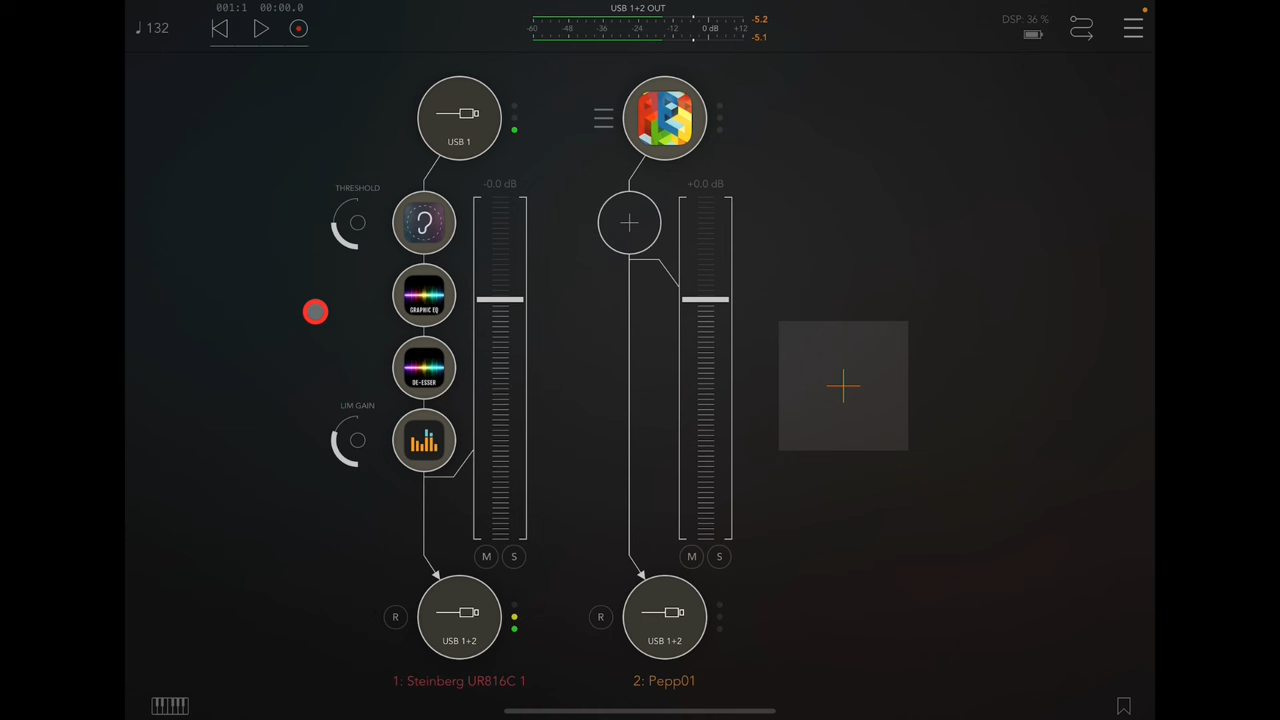 001:1 00:00.0
USB 1+2 OUT
♩132
-5.2
-60 -48 -36 -24 -12 0 dB +12
-5.1
DSP: 36 %
USB 1
THRESHOLD
-0.0 dB
+0.0 dB
GRAPHIC EQ
DE-ESSER
LIM GAIN
M S
M S
R
USB 1+2
R
USB 1+2
1: Steinberg UR816C 1
2: Pepp01